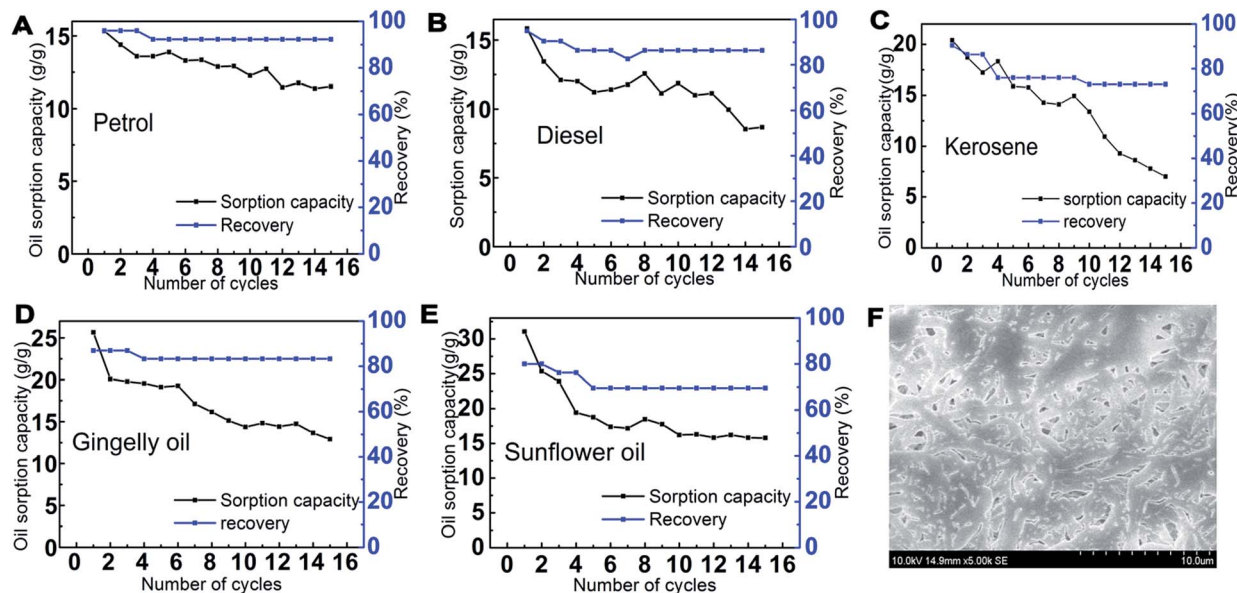 A
Oil sorption capacity (g/g)
15
10
5
0
Petrol
Sorption capacity
Recovery
100
80
60
40
20
0
Recovery (%)
0 2 4 6 8 10 12 14 16
Number of cycles
B
Sorption capacity (g/g)
15
10
5
0
Diesel
Sorption capacity
Recovery
100
80
60
40
20
0
Recovery (%)
0 2 4 6 8 10 12 14 16
Number of cycles
C
Oil sorption capacity(g/g)
20
15
10
5
0
Kerosene
sorption capacity
recovery
100
80
60
40
20
0
Recovery (%)
0 2 4 6 8 10 12 14 16
Number of cycles
D
Oil sorption capacity (g/g)
25
20
15
10
5
0
Gingelly oil
Sorption capacity
recovery
100
80
60
40
20
0
Recovery (%)
0 2 4 6 8 10 12 14 16
Number of cycles
E
Oil sorption capacity(g/g)
30
25
20
15
10
5
0
Sunflower oil
Sorption capacity
Recovery
100
80
60
40
20
0
Recovery (%)
0 2 4 6 8 10 12 14 16
Number of cycles
F
10.0kV 14.9mm x5.00k SE 10.0um